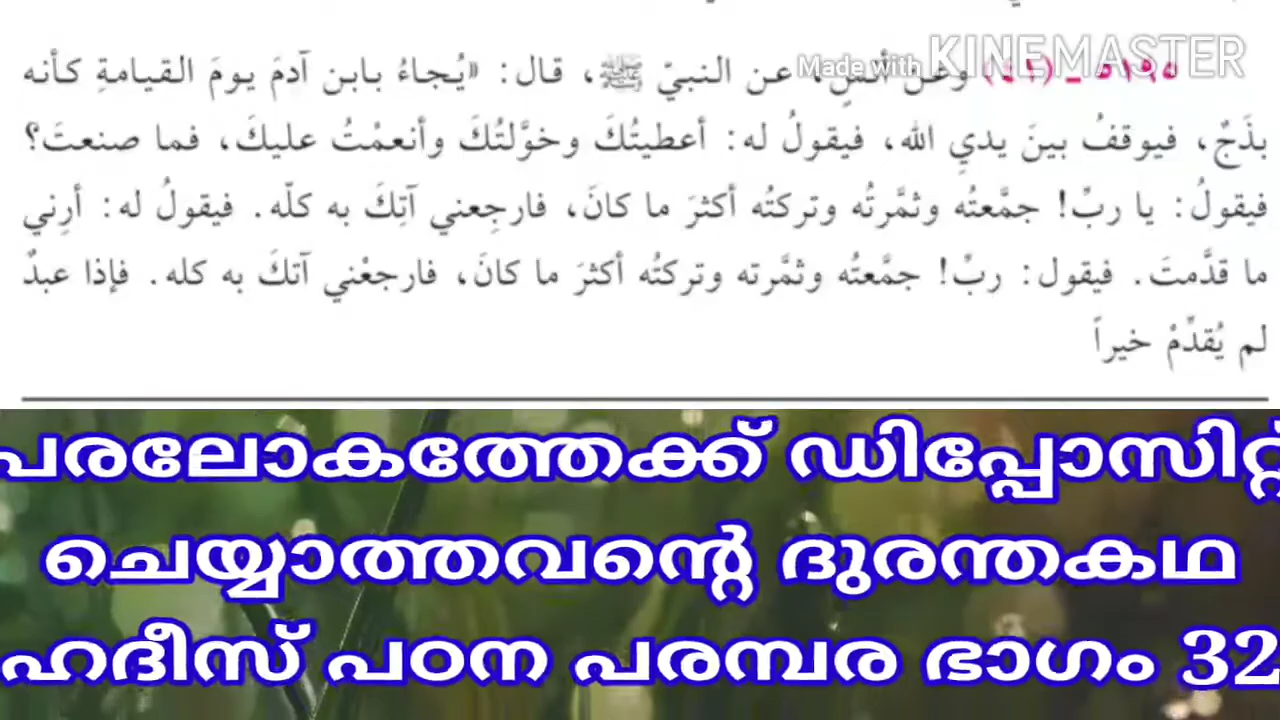 Made with KINEMASTER
٥١٩٥ ـ (٤١) وعن أنسٍ، عن النبيّ ﷺ، قال: «يُجاءُ بابن آدمَ يومَ القيامةِ كأنه
بذَجٌ، فيوقفُ بينَ يديِ الله، فيقولُ له: أعطيتُكَ وخوَّلتُكَ وأنعمْتُ عليكَ، فما صنعتَ؟
فيقولُ: يا ربِّ! جمَّعتُه وثمَّرتُه وتركتُه أكثرَ ما كانَ، فارجِعني آتِكَ به كلّه. فيقولُ له: أرِني
ما قدَّمتَ. فيقول: ربِّ! جمَّعتُه وثمَّرته وتركتُه أكثرَ ما كانَ، فارجعْني آتكَ به كله. فإذا عبدٌ
لم يُقدِّمْ خيراً
പരലോകത്തേക്ക് ഡിപ്പോസിറ്റ്
ചെയ്യാത്തവന്റെ ദുരന്തകഥ
ഹദീസ് പഠന പരമ്പര ഭാഗം 32